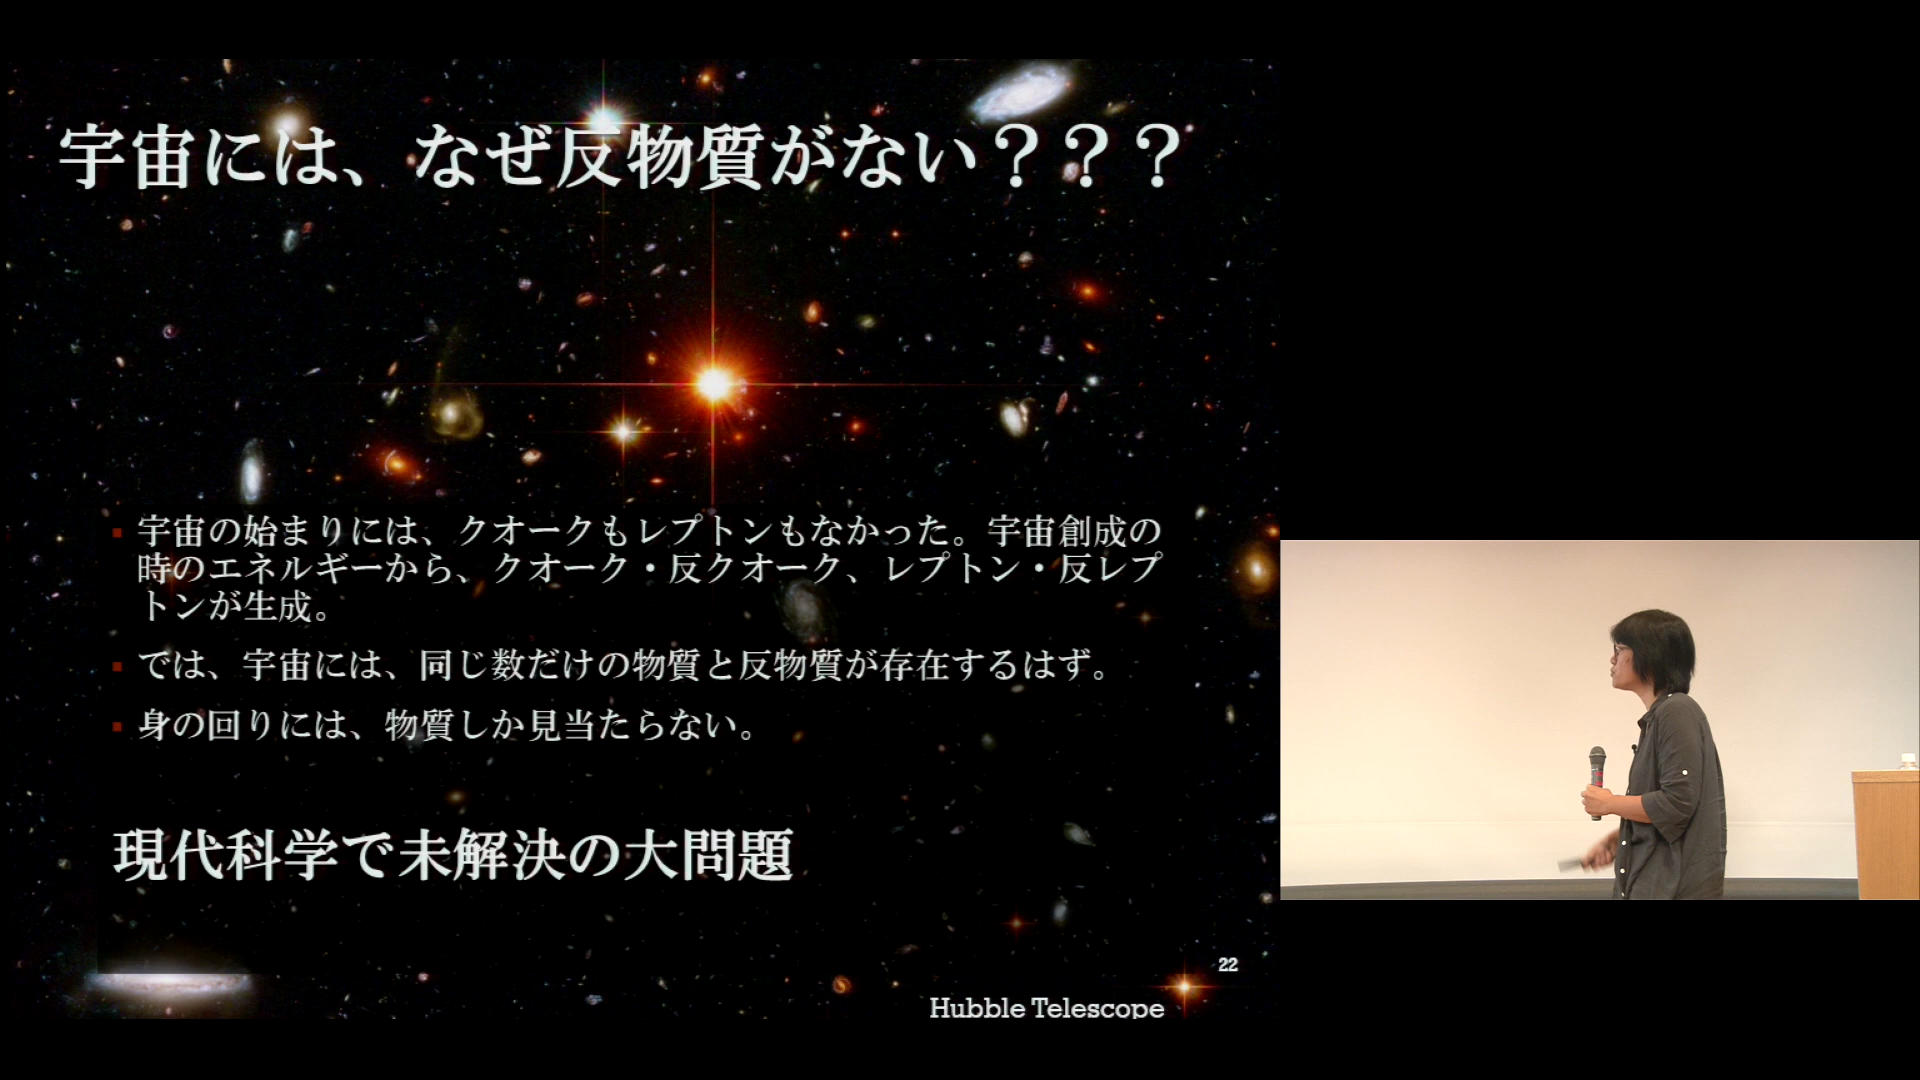 宇宙には、なぜ反物質がない？？？
宇宙の始まりには、クオークもレプトンもなかった。宇宙創成の
時のエネルギーから、クオーク・反クオーク、レプトン・反レプ
トンが生成。
では、宇宙には、同じ数だけの物質と反物質が存在するはず。
身の回りには、物質しか見当たらない。
現代科学で未解決の大問題
22
Hubble Telescope